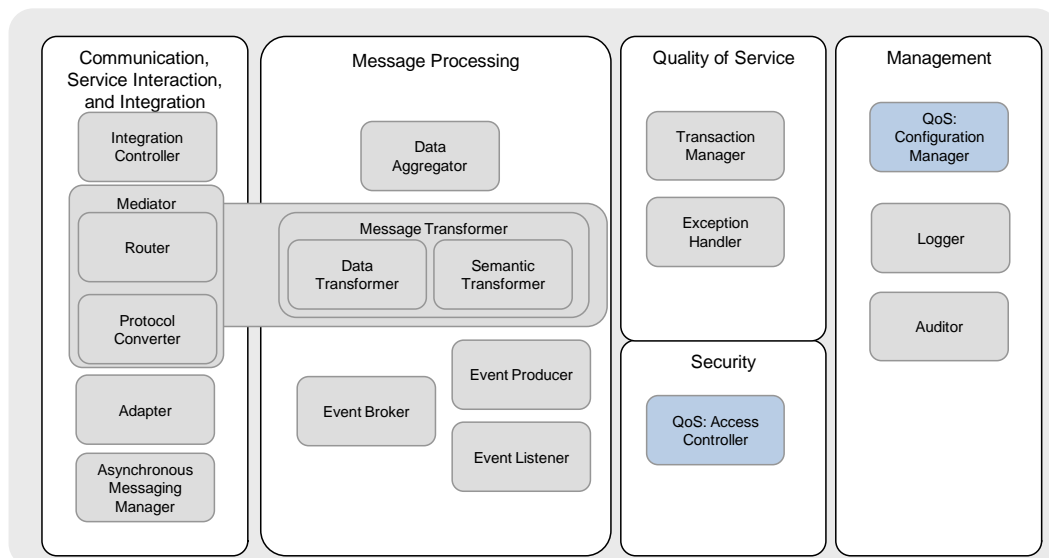 Communication,
Service Interaction,
and Integration
Integration
Controller
Mediator
Router
Protocol
Converter
Adapter
Asynchronous
Messaging
Manager
Message Processing
Data
Aggregator
Message Transformer
Data
Transformer
Semantic
Transformer
Event Broker
Event Producer
Event Listener
Quality of Service
Transaction
Manager
Exception
Handler
Security
QoS: Access
Controller
Management
QoS:
Configuration
Manager
Logger
Auditor